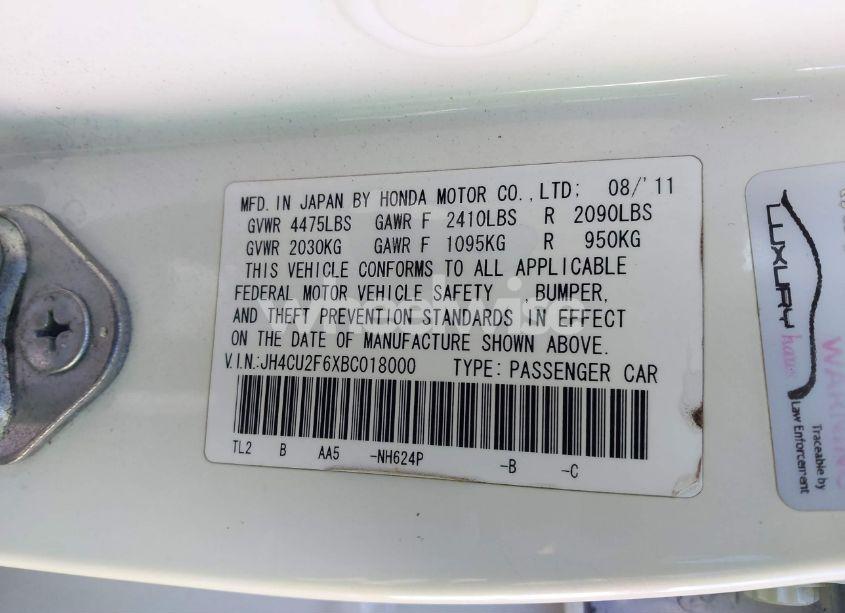 MFD. IN JAPAN BY HONDA MOTOR CO.,LTD; 08/'11
GVWR 4475LBS GAWR F 2410LBS R 2090LBS
GVWR 2030KG GAWR F 1095KG R 950KG
THIS VEHICLE CONFORMS TO ALL APPLICABLE
FEDERAL MOTOR VEHICLE SAFETY , BUMPER,
AND THEFT PREVENTION STANDARDS IN EFFECT
ON THE DATE OF MANUFACTURE SHOWN ABOVE.
V.I.N:JH4CU2F6XBC018000 TYPE: PASSENGER CAR
TL2 B AA5 -NH624P -B -C
wheelwise
LUXURY
WARNING
Traceable by
Law Enforcement